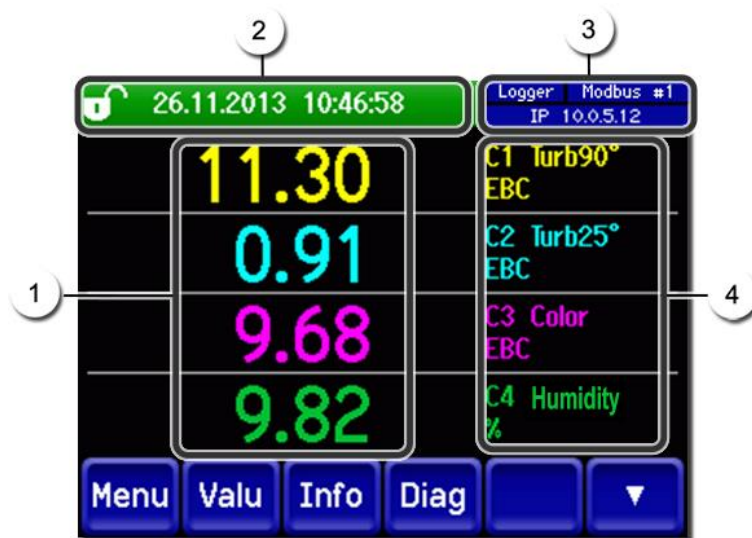 2
3
26.11.2013 10:46:58
Logger Modbus #1
IP 10.0.5.12
11.30
C1 Turb90°
EBC
0.91
C2 Turb25°
EBC
1
4
9.68
C3 Color
EBC
9.82
C4 Humidity
%
Menu Valu Info Diag ▼